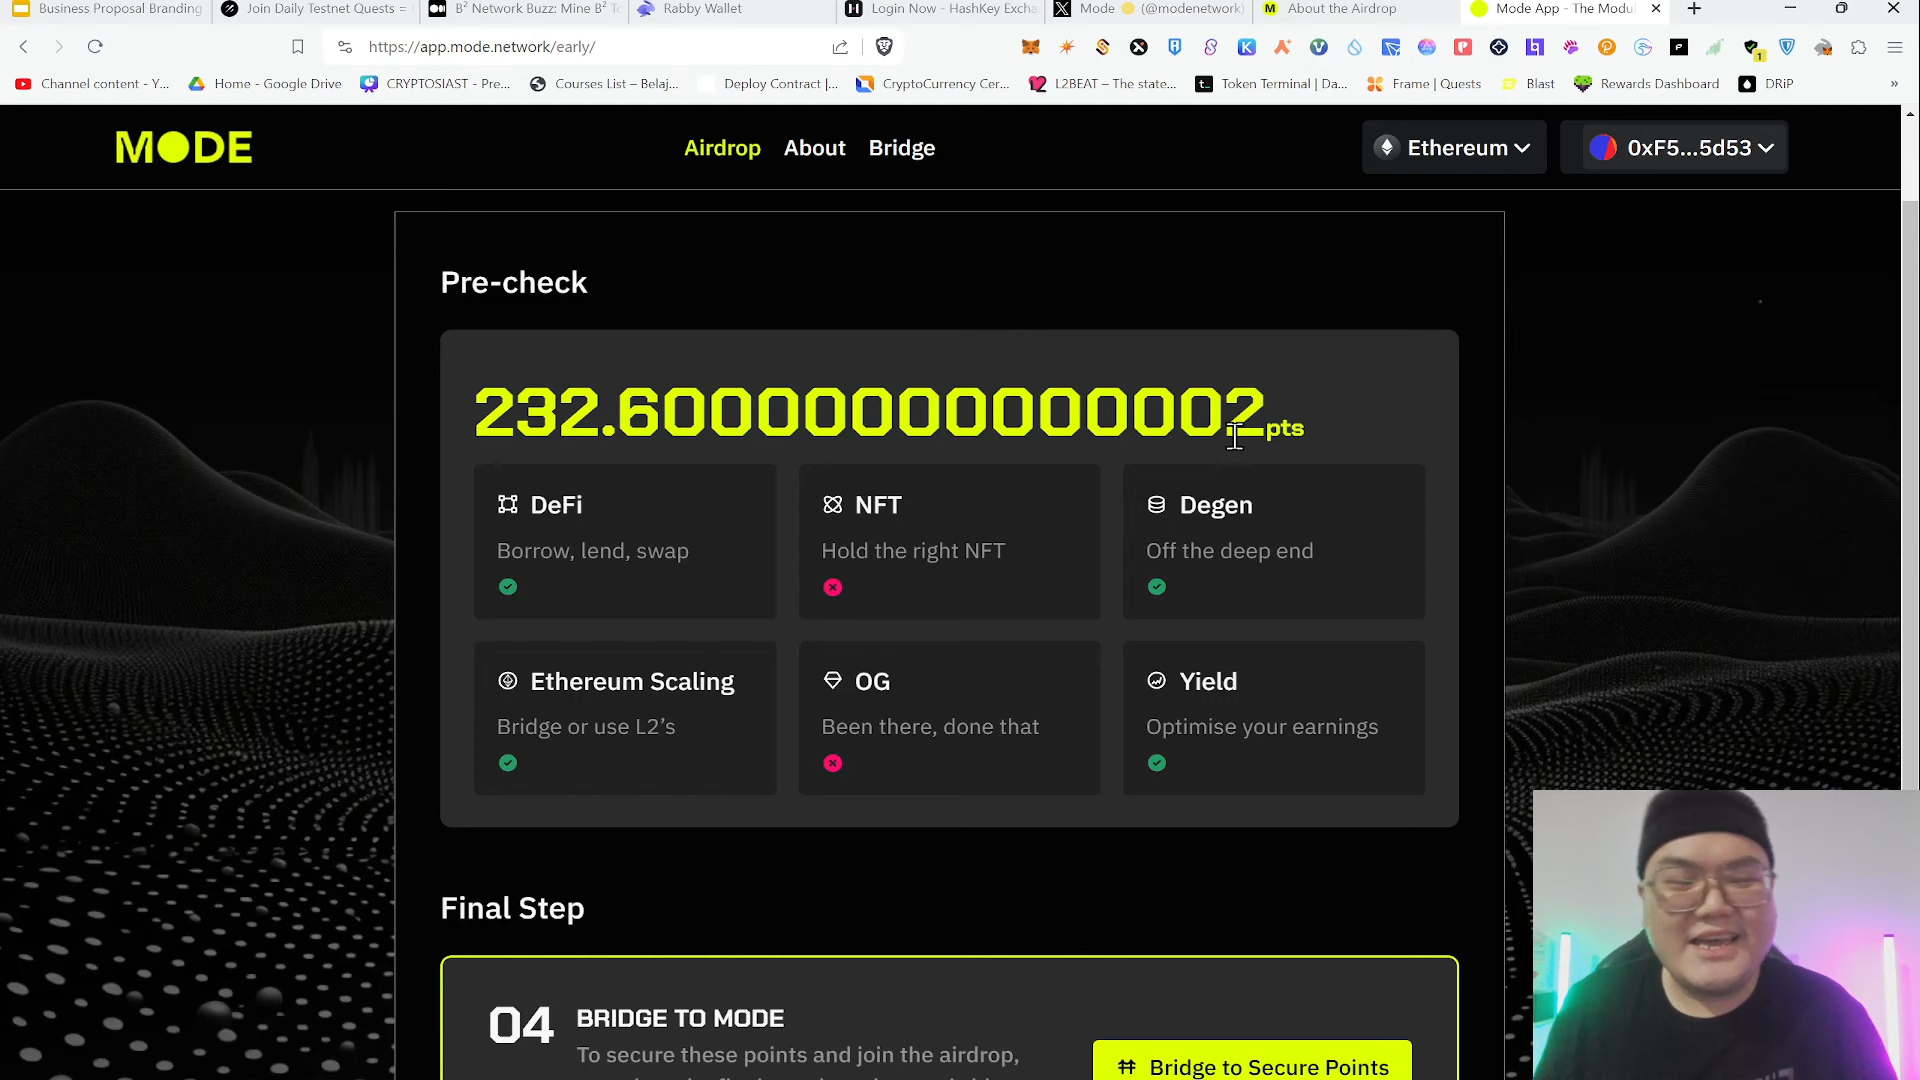 Business Proposal Branding
Join Daily Testnet Quests =
B² Network Buzz: Mine B² To
Rabby Wallet
Login Now - HashKey Excha
Mode (@modenetwork)
About the Airdrop
Mode App - The Modul
https://app.mode.network/early/
Channel content - Y...
Home - Google Drive
CRYPTOSIAST - Pre...
Courses List – Belaj...
Deploy Contract |...
CryptoCurrency Cer...
L2BEAT – The state...
Token Terminal | Da...
Frame | Quests
Blast
Rewards Dashboard
DRiP
MODE
Airdrop
About
Bridge
Ethereum
0xF5...5d53
Pre-check
232.60000000000002pts
DeFi
Borrow, lend, swap
NFT
Hold the right NFT
Degen
Off the deep end
Ethereum Scaling
Bridge or use L2's
OG
Been there, done that
Yield
Optimise your earnings
Final Step
04
BRIDGE TO MODE
To secure these points and join the airdrop,
Bridge to Secure Points